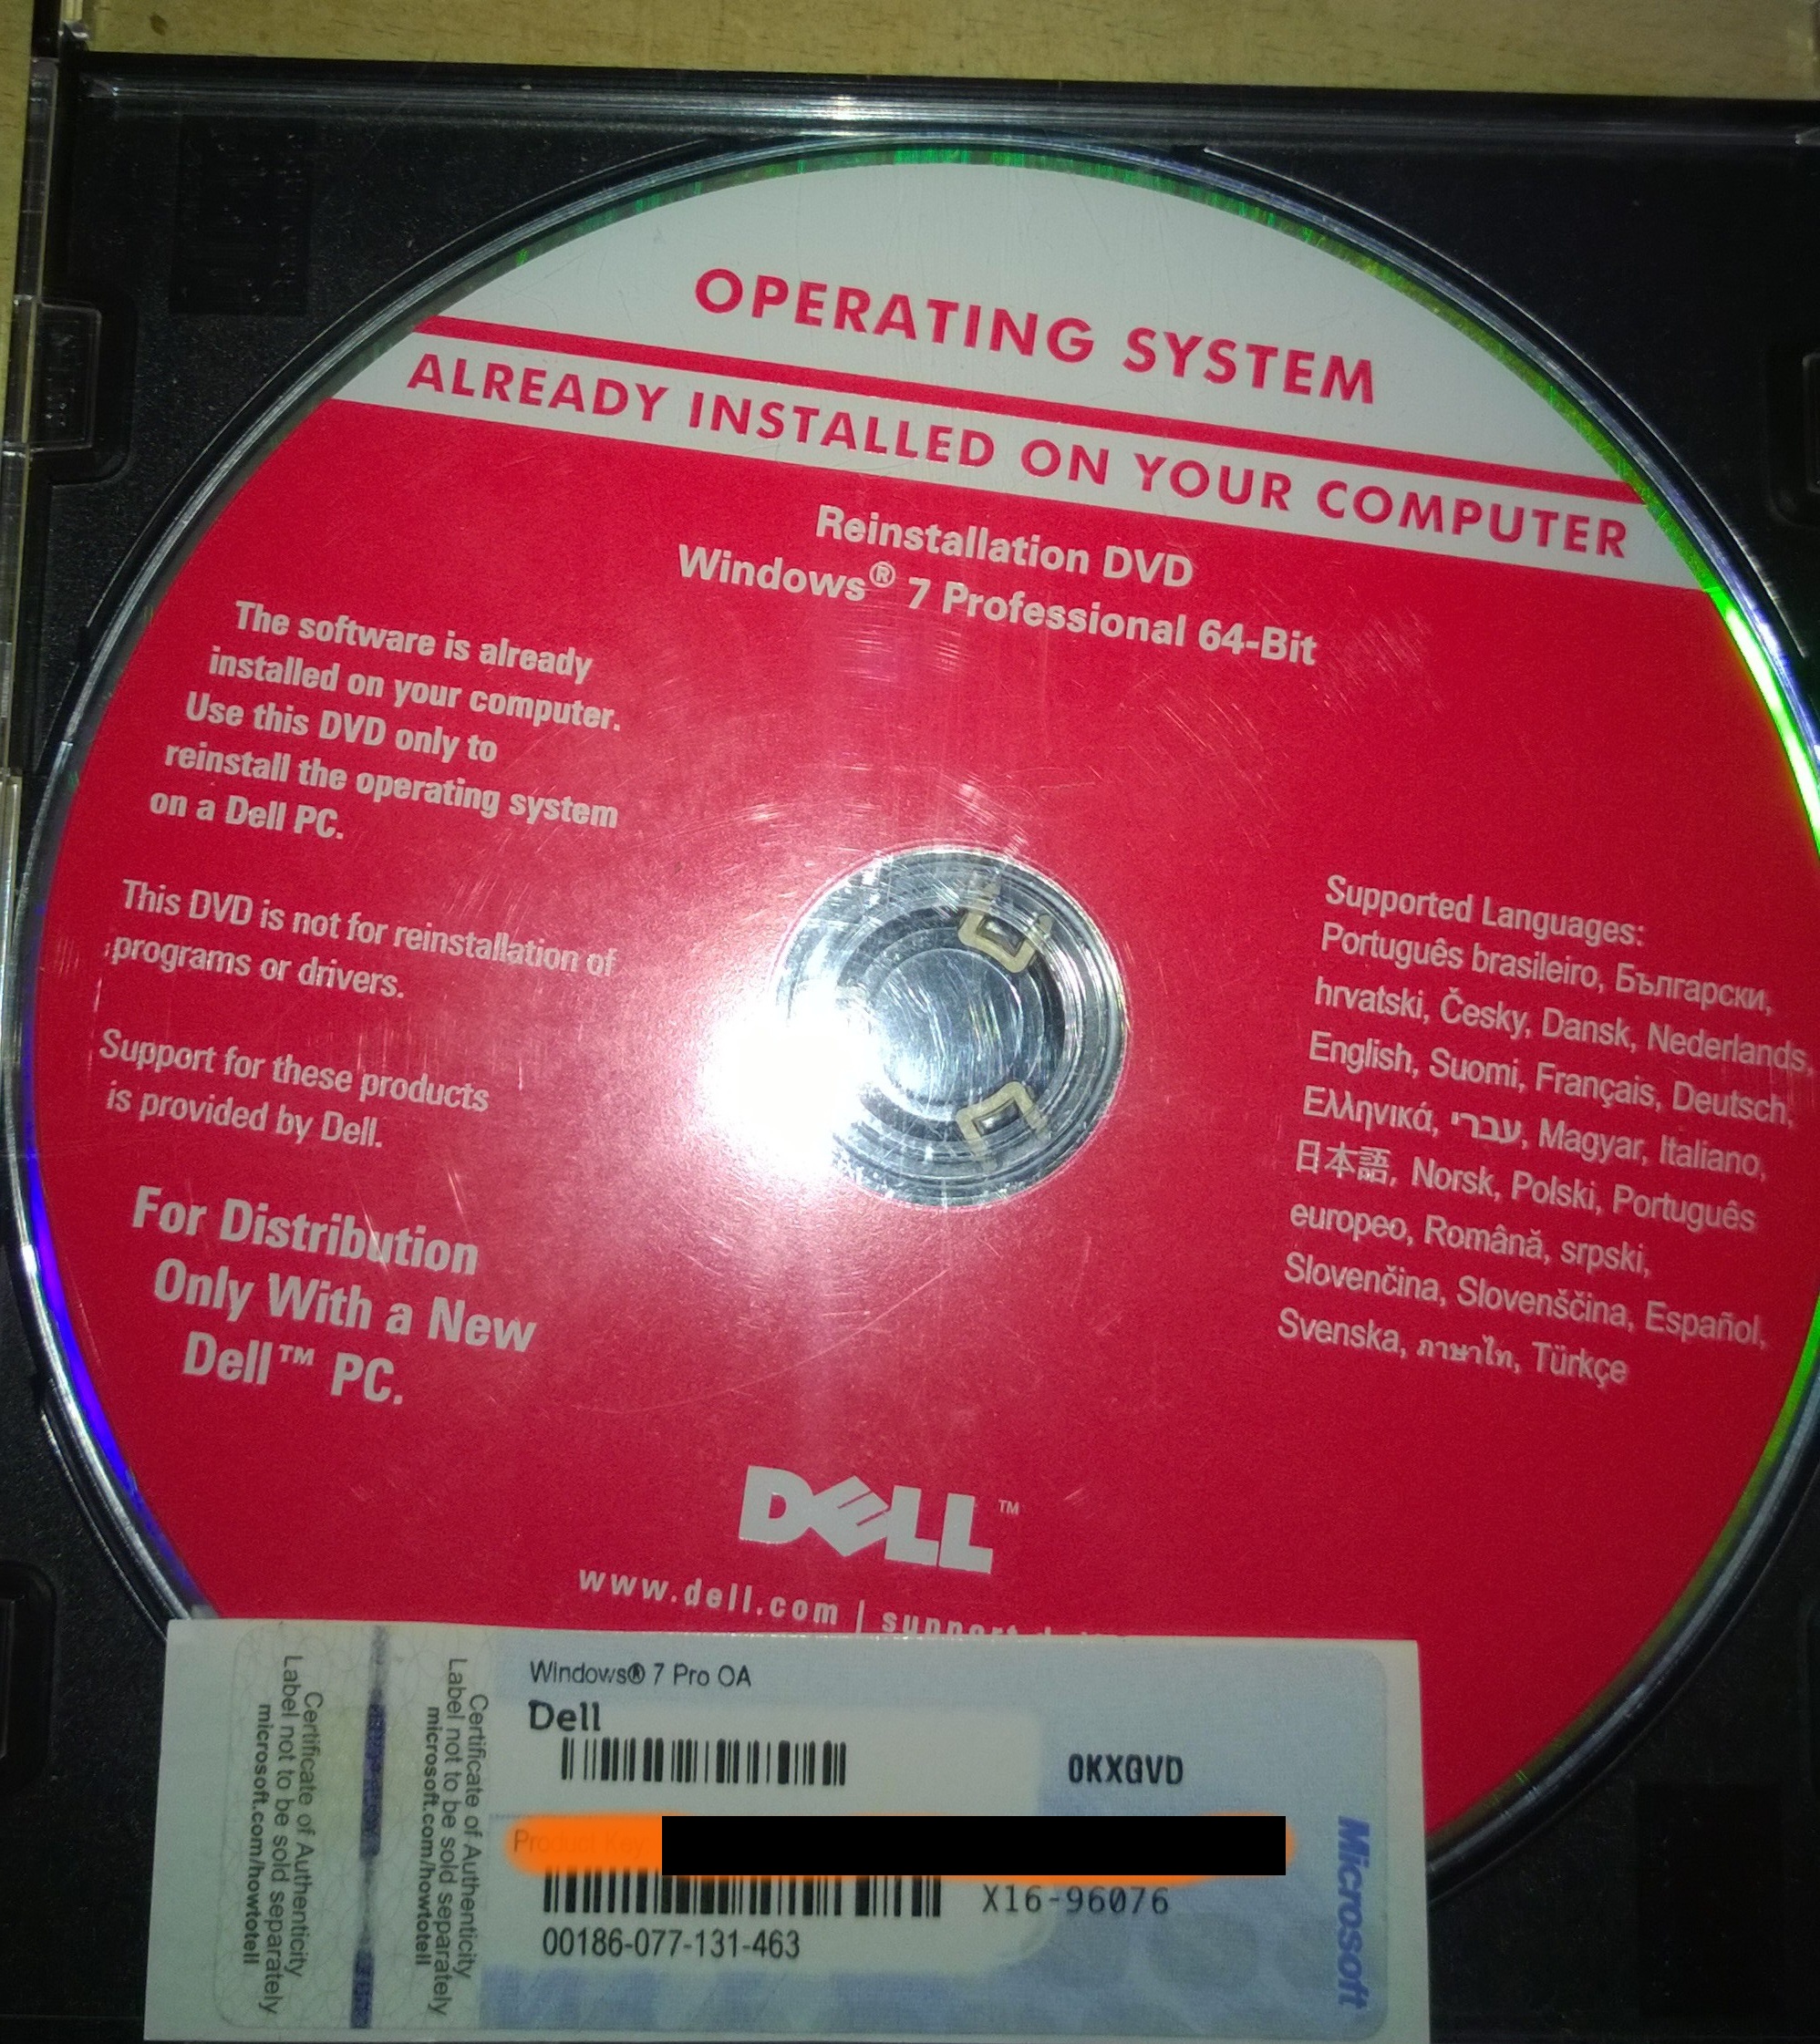 OPERATING SYSTEM
ALREADY INSTALLED ON YOUR COMPUTER
Reinstallation DVD
Windows® 7 Professional 64-Bit
The software is already
installed on your computer.
Use this DVD only to
reinstall the operating system
on a Dell PC.
This DVD is not for reinstallation of
programs or drivers.
Support for these products
is provided by Dell.
For Distribution
Only With a New
Dell™ PC.
Supported Languages:
Português brasileiro, Български,
hrvatski, Česky, Dansk, Nederlands,
English, Suomi, Français, Deutsch,
Ελληνικά, עברי, Magyar, Italiano,
日本語, Norsk, Polski, Português
europeo, Română, srpski,
Slovenčina, Slovenščina, Español,
Svenska, ภาษาไทย, Türkçe
DELL™
www.dell.com | support
Certificate of Authenticity
Label not to be sold separately
microsoft.com/howtotell
Certificate of Authenticity
Label not to be sold separately
microsoft.com/howtotell
Windows® 7 Pro OA
Dell
0KXGVD
Product Key
X16-96076
00186-077-131-463
Microsoft